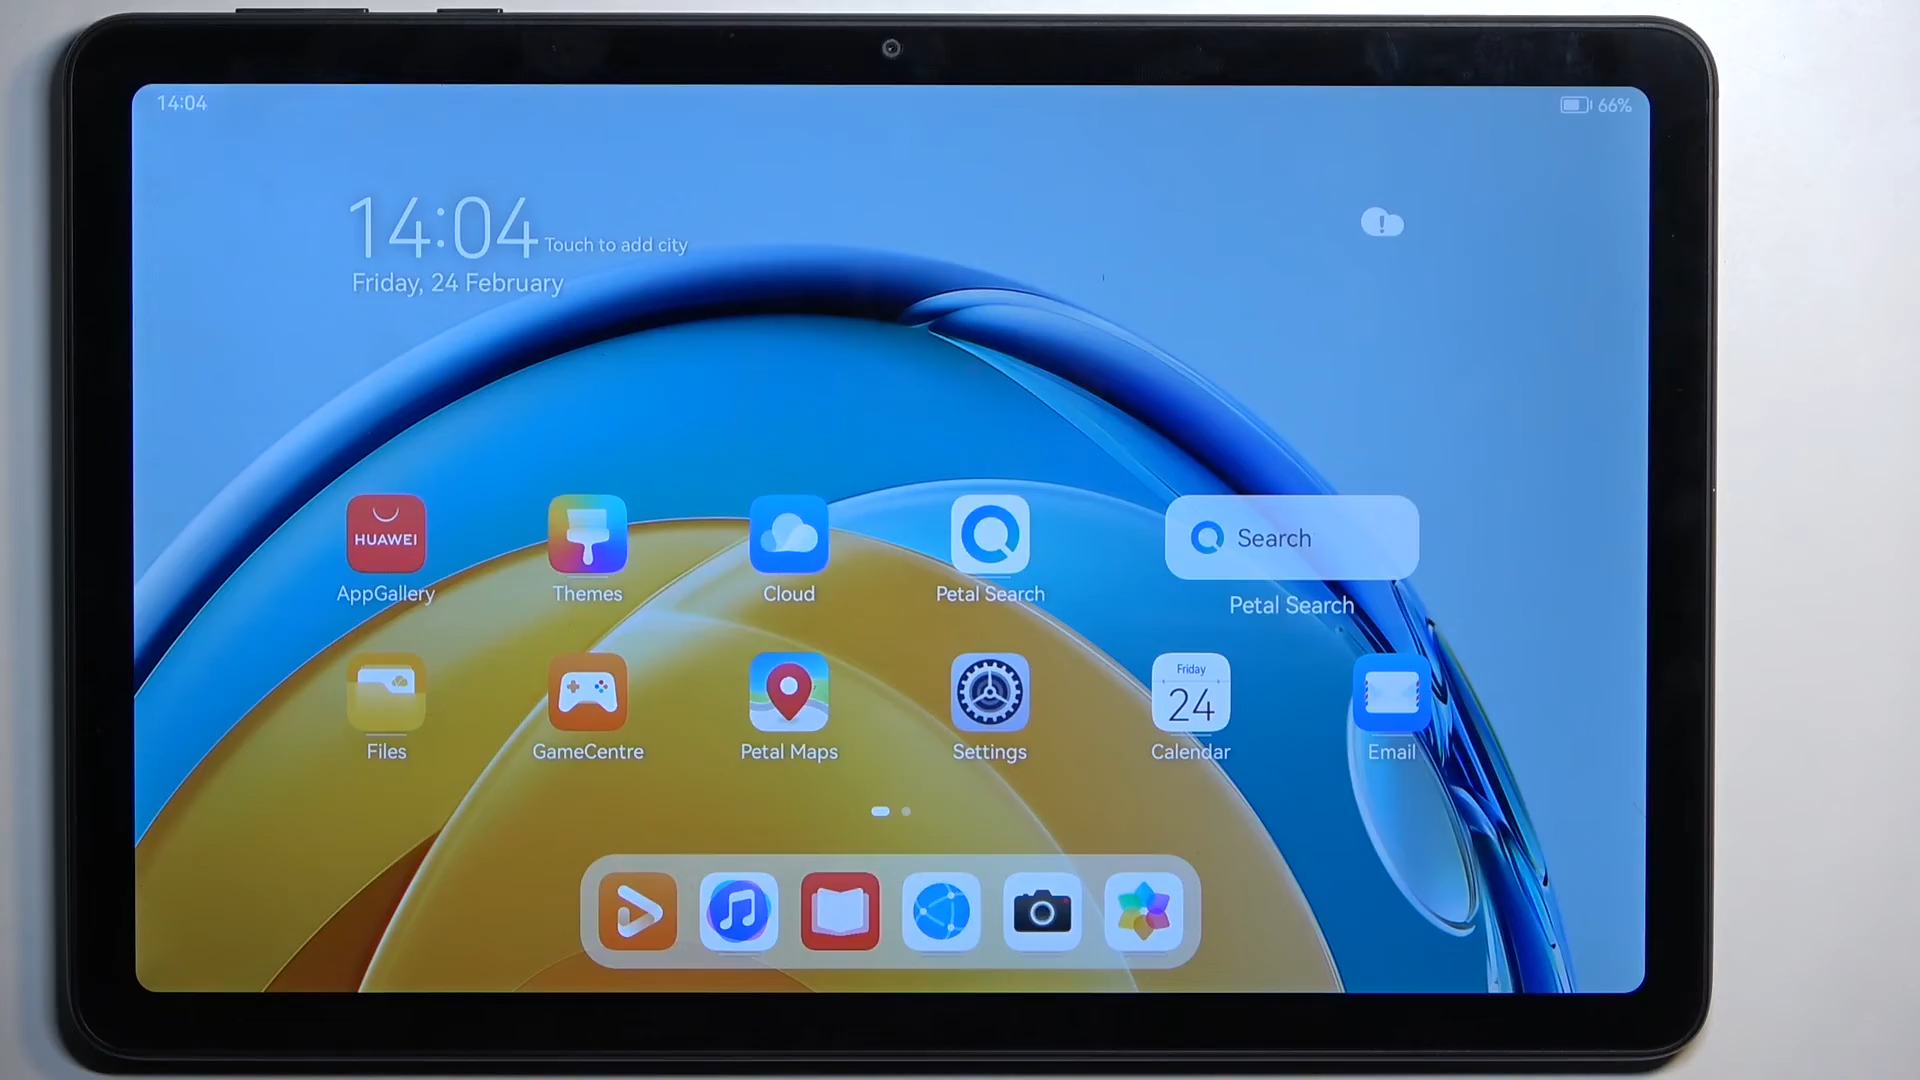 14:04
66%
14:04 Touch to add city
Friday, 24 February
HUAWEI
Search
AppGallery
Themes
Cloud
Petal Search
Petal Search
Friday
24
Files
GameCentre
Petal Maps
Settings
Calendar
Email